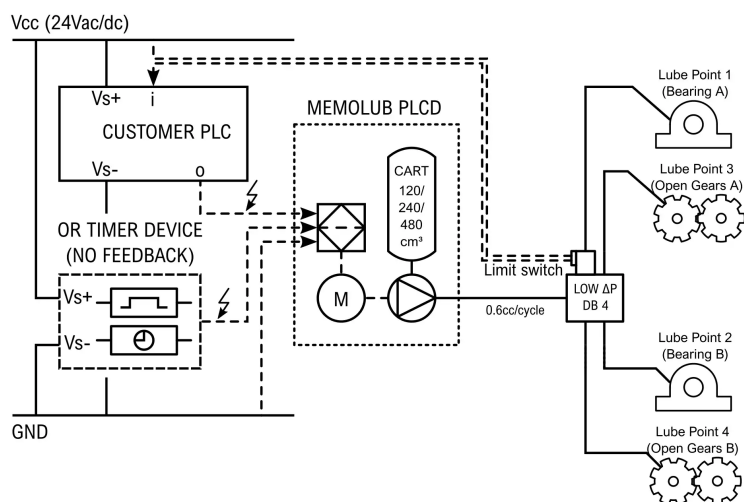 Vcc (24Vac/dc)
Vs+
i
CUSTOMER PLC
Vs-
o
OR TIMER DEVICE
(NO FEEDBACK)
Vs+
Vs-
GND
MEMOLUB PLCD
CART
120/
240/
480
cm³
M
0.6cc/cycle
Limit switch
LOW ΔP
DB 4
Lube Point 1
(Bearing A)
Lube Point 3
(Open Gears A)
Lube Point 2
(Bearing B)
Lube Point 4
(Open Gears B)